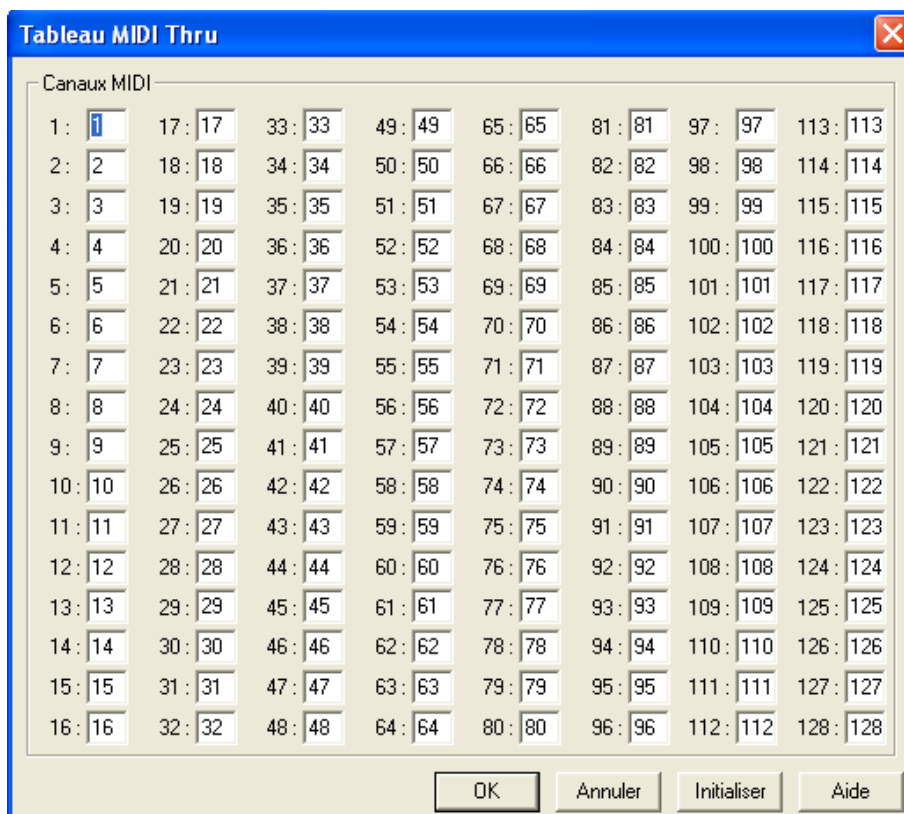 Tableau MIDI Thru
Canaux MIDI
1 : 1 17 : 17 33 : 33 49 : 49 65 : 65 81 : 81 97 : 97 113 : 113
2 : 2 18 : 18 34 : 34 50 : 50 66 : 66 82 : 82 98 : 98 114 : 114
3 : 3 19 : 19 35 : 35 51 : 51 67 : 67 83 : 83 99 : 99 115 : 115
4 : 4 20 : 20 36 : 36 52 : 52 68 : 68 84 : 84 100 : 100 116 : 116
5 : 5 21 : 21 37 : 37 53 : 53 69 : 69 85 : 85 101 : 101 117 : 117
6 : 6 22 : 22 38 : 38 54 : 54 70 : 70 86 : 86 102 : 102 118 : 118
7 : 7 23 : 23 39 : 39 55 : 55 71 : 71 87 : 87 103 : 103 119 : 119
8 : 8 24 : 24 40 : 40 56 : 56 72 : 72 88 : 88 104 : 104 120 : 120
9 : 9 25 : 25 41 : 41 57 : 57 73 : 73 89 : 89 105 : 105 121 : 121
10 : 10 26 : 26 42 : 42 58 : 58 74 : 74 90 : 90 106 : 106 122 : 122
11 : 11 27 : 27 43 : 43 59 : 59 75 : 75 91 : 91 107 : 107 123 : 123
12 : 12 28 : 28 44 : 44 60 : 60 76 : 76 92 : 92 108 : 108 124 : 124
13 : 13 29 : 29 45 : 45 61 : 61 77 : 77 93 : 93 109 : 109 125 : 125
14 : 14 30 : 30 46 : 46 62 : 62 78 : 78 94 : 94 110 : 110 126 : 126
15 : 15 31 : 31 47 : 47 63 : 63 79 : 79 95 : 95 111 : 111 127 : 127
16 : 16 32 : 32 48 : 48 64 : 64 80 : 80 96 : 96 112 : 112 128 : 128
OK Annuler Initialiser Aide